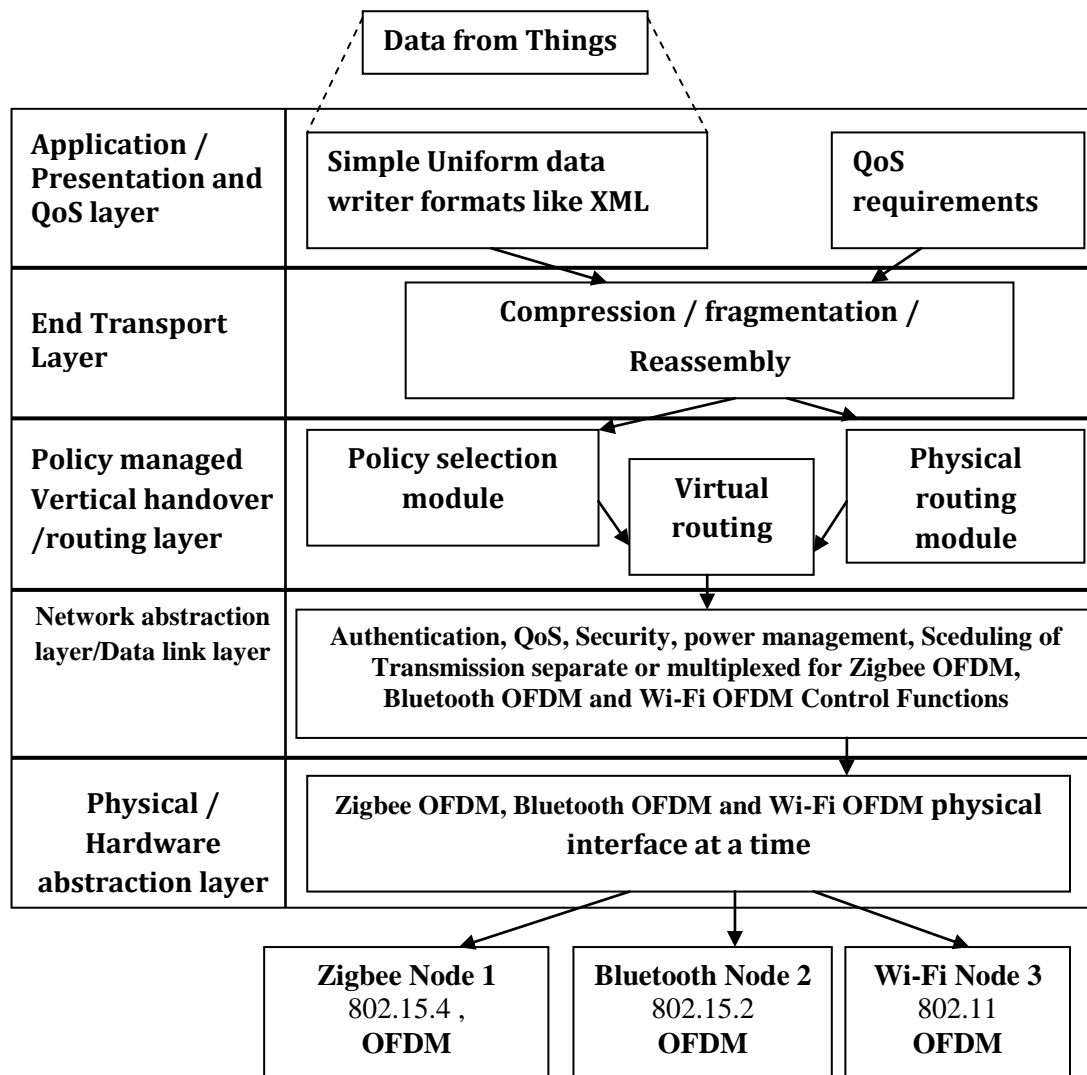 Data from Things
Application /
Presentation and
QoS layer
Simple Uniform data
writer formats like XML
QoS
requirements
End Transport
Layer
Compression / fragmentation /
Reassembly
Policy managed
Vertical handover
/routing layer
Policy selection
module
Virtual
routing
Physical
routing
module
Network abstraction
layer/Data link layer
Authentication, QoS, Security, power management, Sceduling of
Transmission separate or multiplexed for Zigbee OFDM,
Bluetooth OFDM and Wi-Fi OFDM Control Functions
Physical /
Hardware
abstraction layer
Zigbee OFDM, Bluetooth OFDM and Wi-Fi OFDM physical
interface at a time
Zigbee Node 1
802.15.4 ,
OFDM
Bluetooth Node 2
802.15.2
OFDM
Wi-Fi Node 3
802.11
OFDM